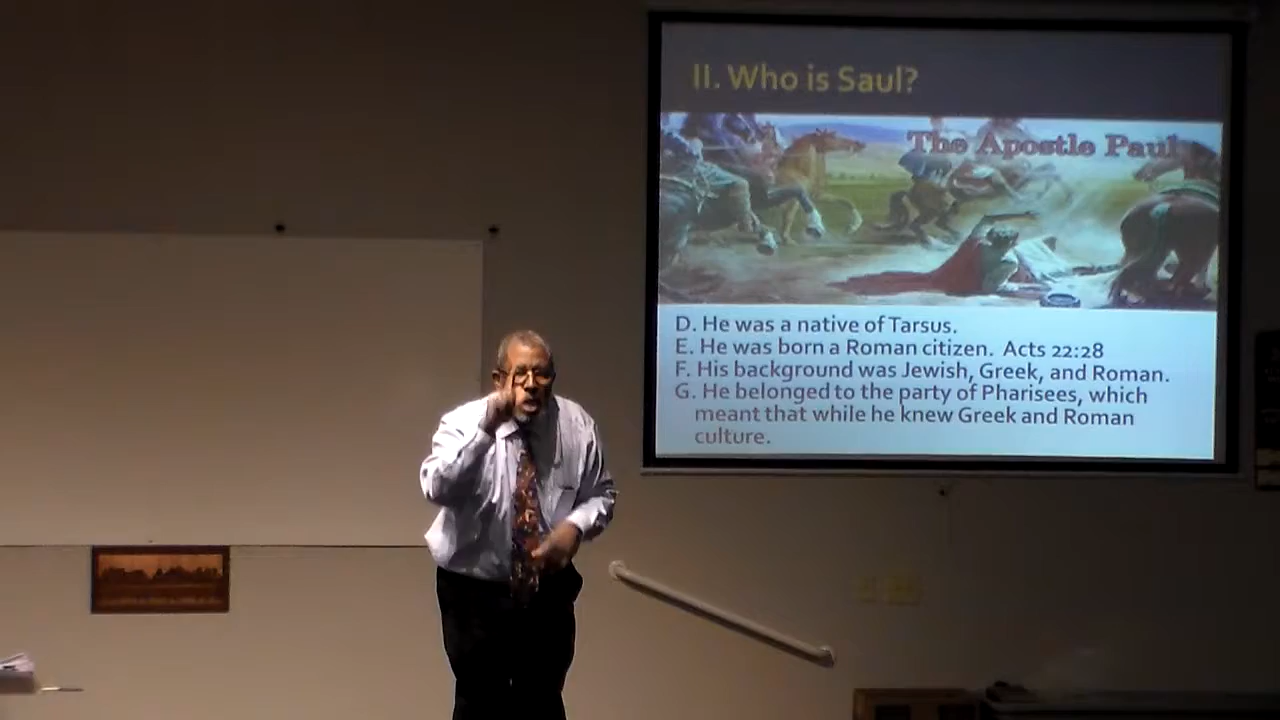 II. Who is Saul?
The Apostle Paul
D. He was a native of Tarsus.
E. He was born a Roman citizen. Acts 22:28
F. His background was Jewish, Greek, and Roman.
G. He belonged to the party of Pharisees, which
meant that while he knew Greek and Roman
culture.